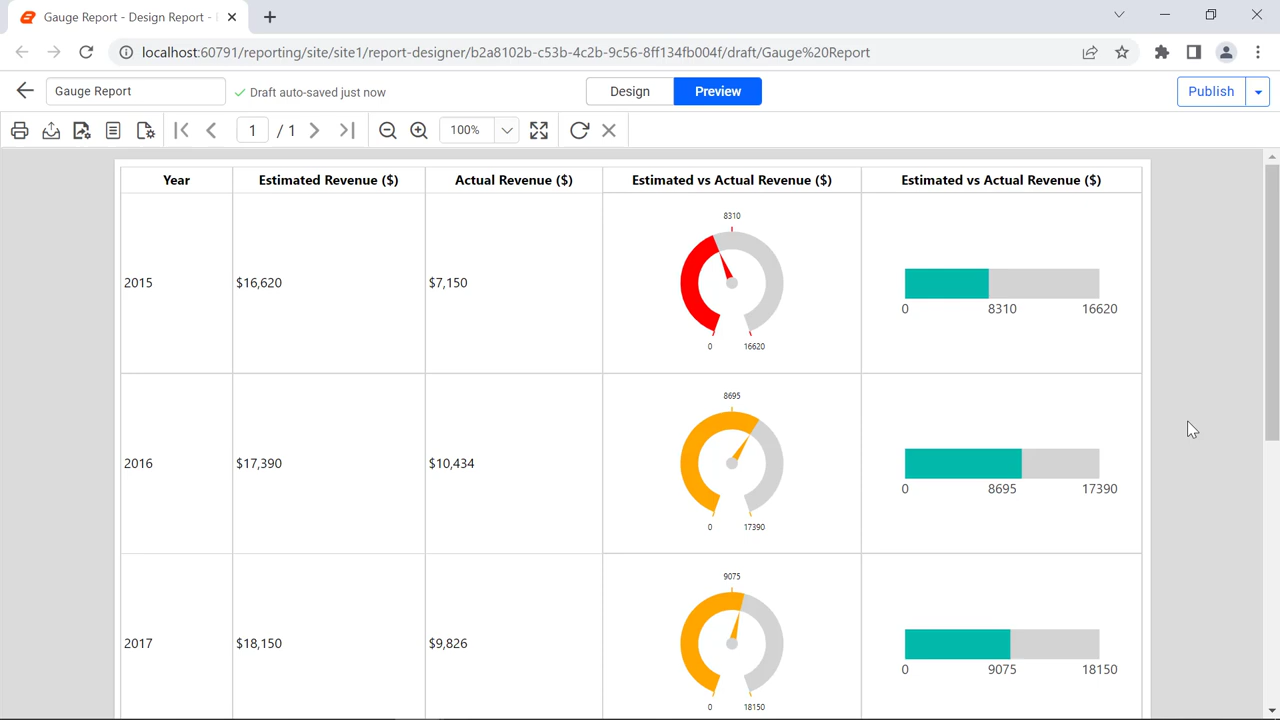 Gauge Report - Design Report -
localhost:60791/reporting/site/site1/report-designer/b2a8102b-c53b-4c2b-9c56-8ff134fb004f/draft/Gauge%20Report
Gauge Report
Draft auto-saved just now
Design
Preview
Publish
1 / 1
100%
Year Estimated Revenue ($) Actual Revenue ($) Estimated vs Actual Revenue ($) Estimated vs Actual Revenue ($)
8310
2015 $16,620 $7,150
0 8310 16620
0 16620
8695
2016 $17,390 $10,434
0 8695 17390
0 17390
9075
2017 $18,150 $9,826
0 9075 18150
0 18150